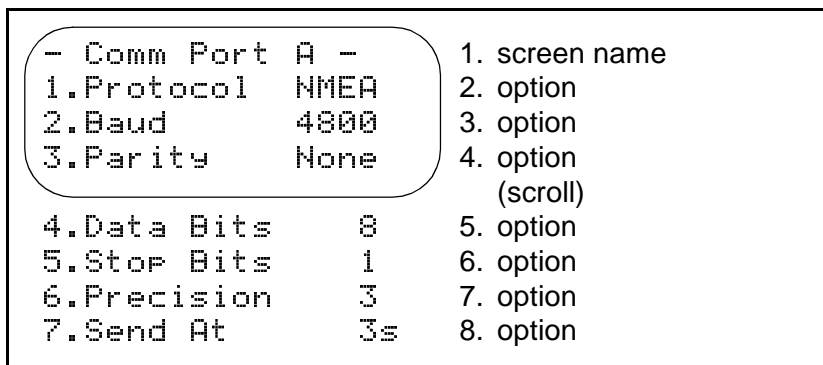 - Comm Port A - 1. screen name
1.Protocol NMEA 2. option
2.Baud 4800 3. option
3.Parity None 4. option
(scroll)
4.Data Bits 8 5. option
5.Stop Bits 1 6. option
6.Precision 3 7. option
7.Send At 3s 8. option